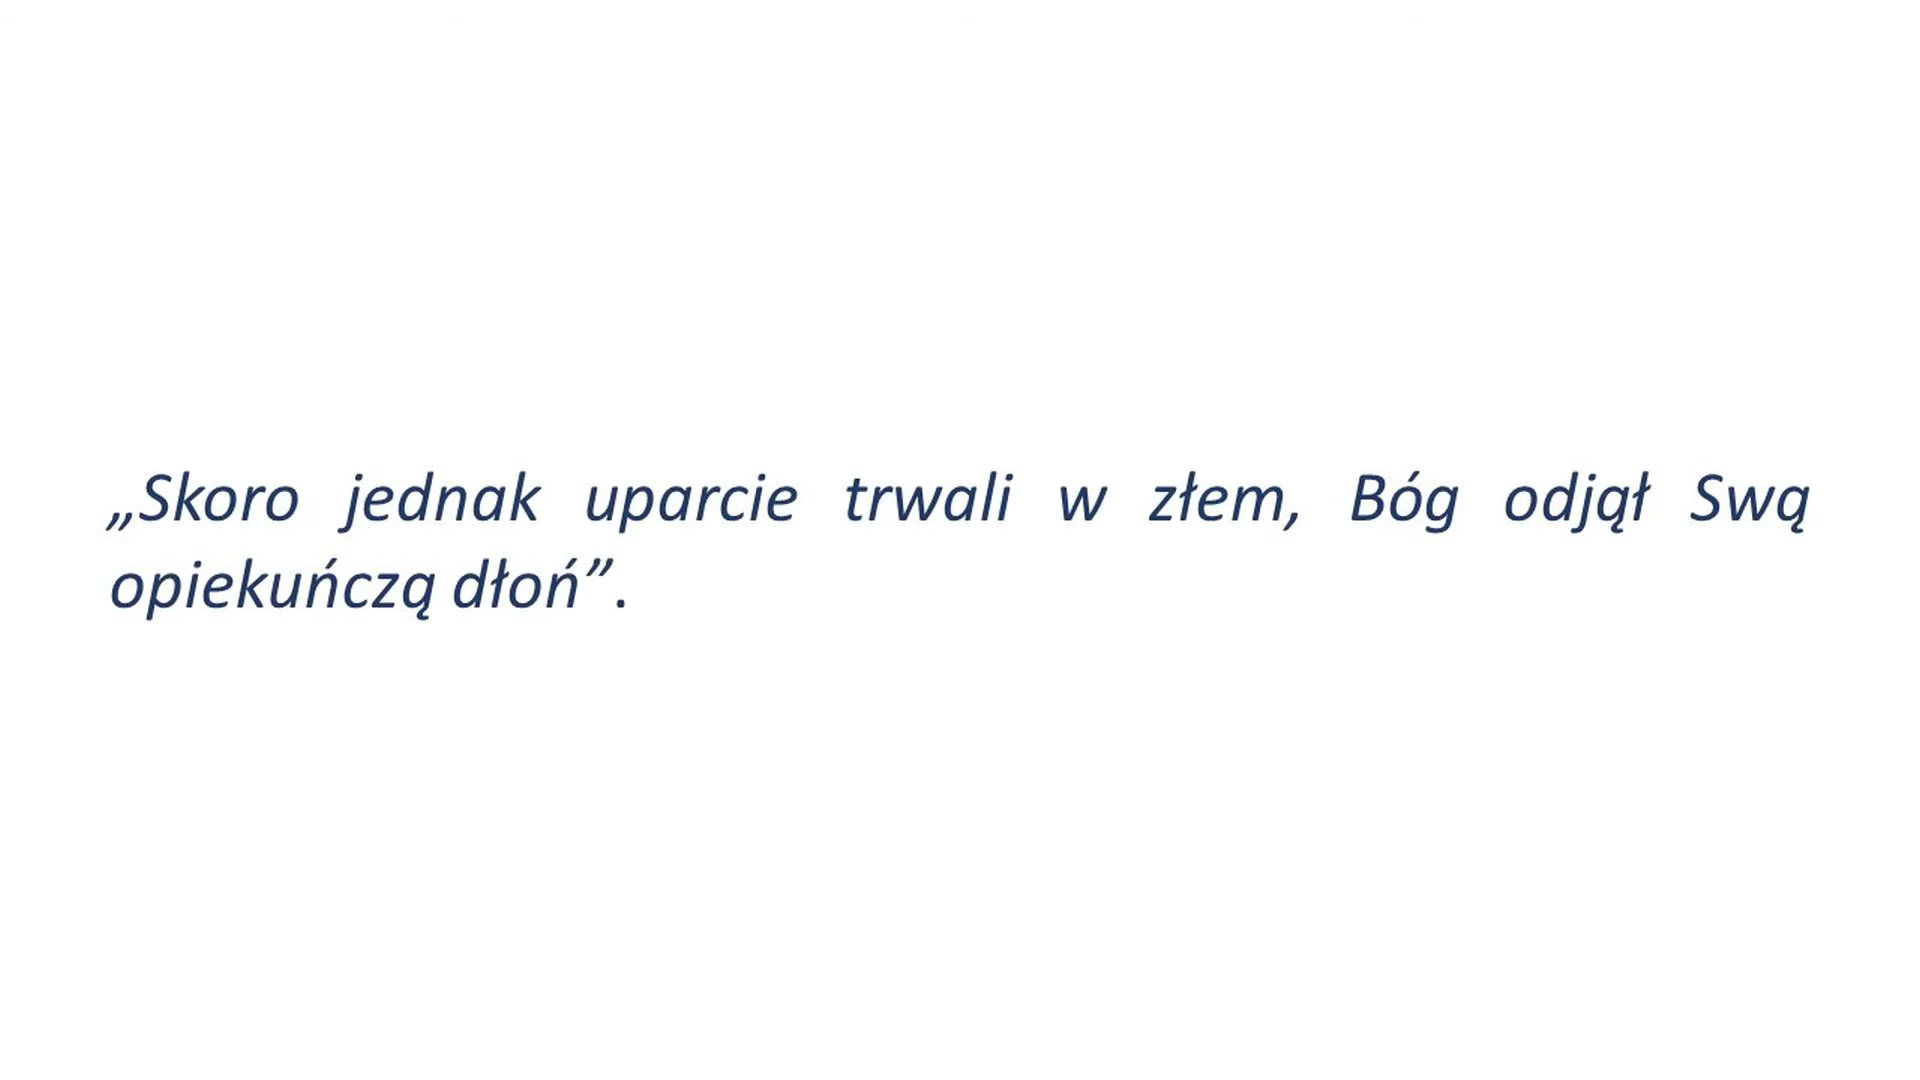 „Skoro jednak uparcie trwali w złem, Bóg odjął Swą
opiekuńczą dłoń”.